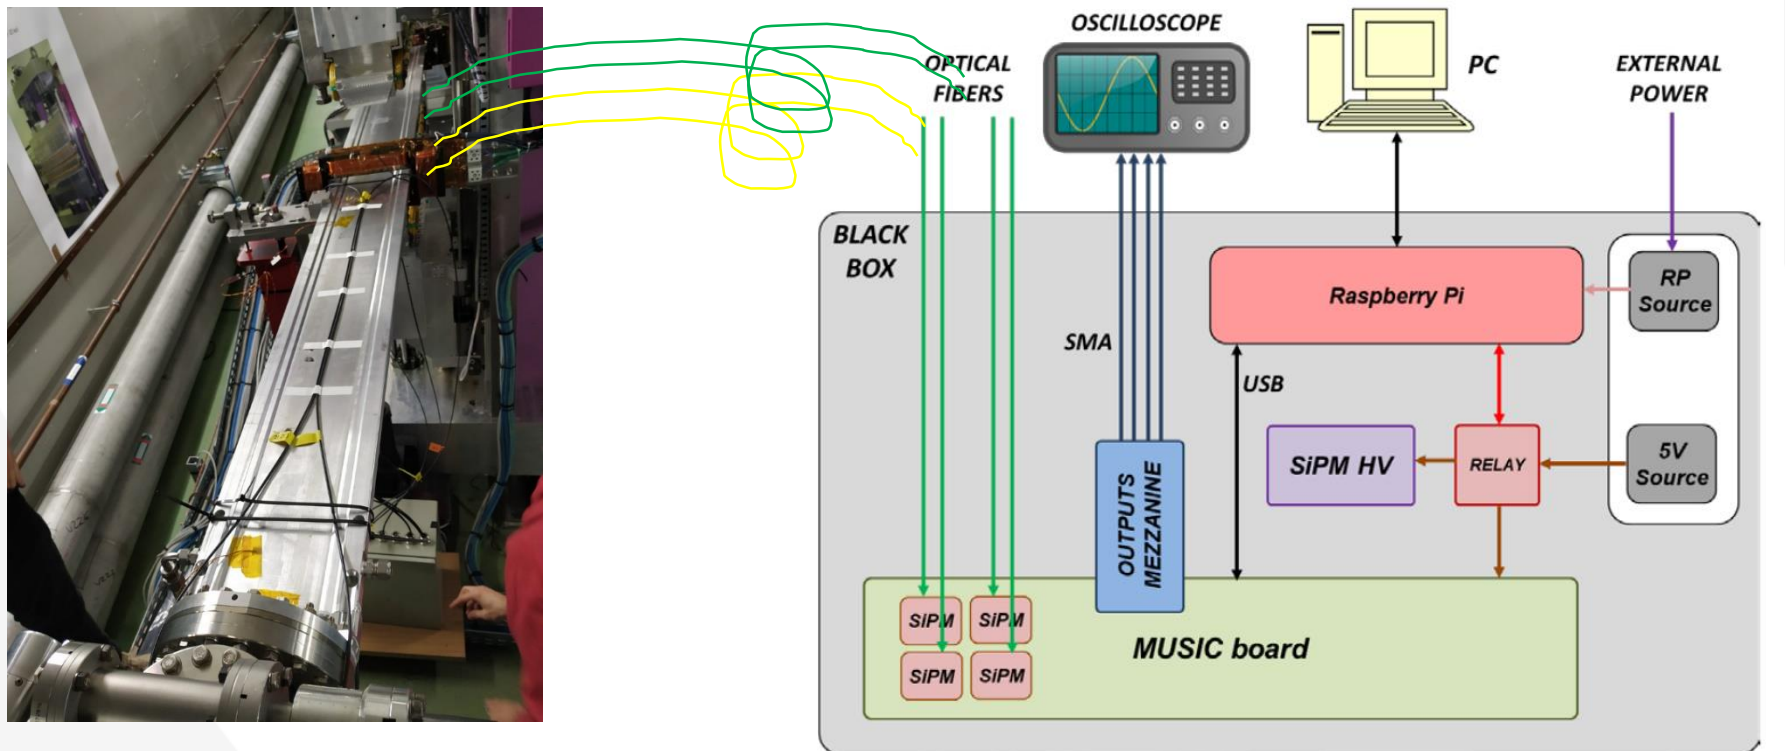 OPTICAL
FIBERS
OSCILLOSCOPE
PC
EXTERNAL
POWER
BLACK
BOX
SMA
USB
Raspberry Pi
RP
Source
SiPM HV
RELAY
5V
Source
OUTPUTS
MEZZANINE
SiPM
SiPM
SiPM
SiPM
MUSIC board